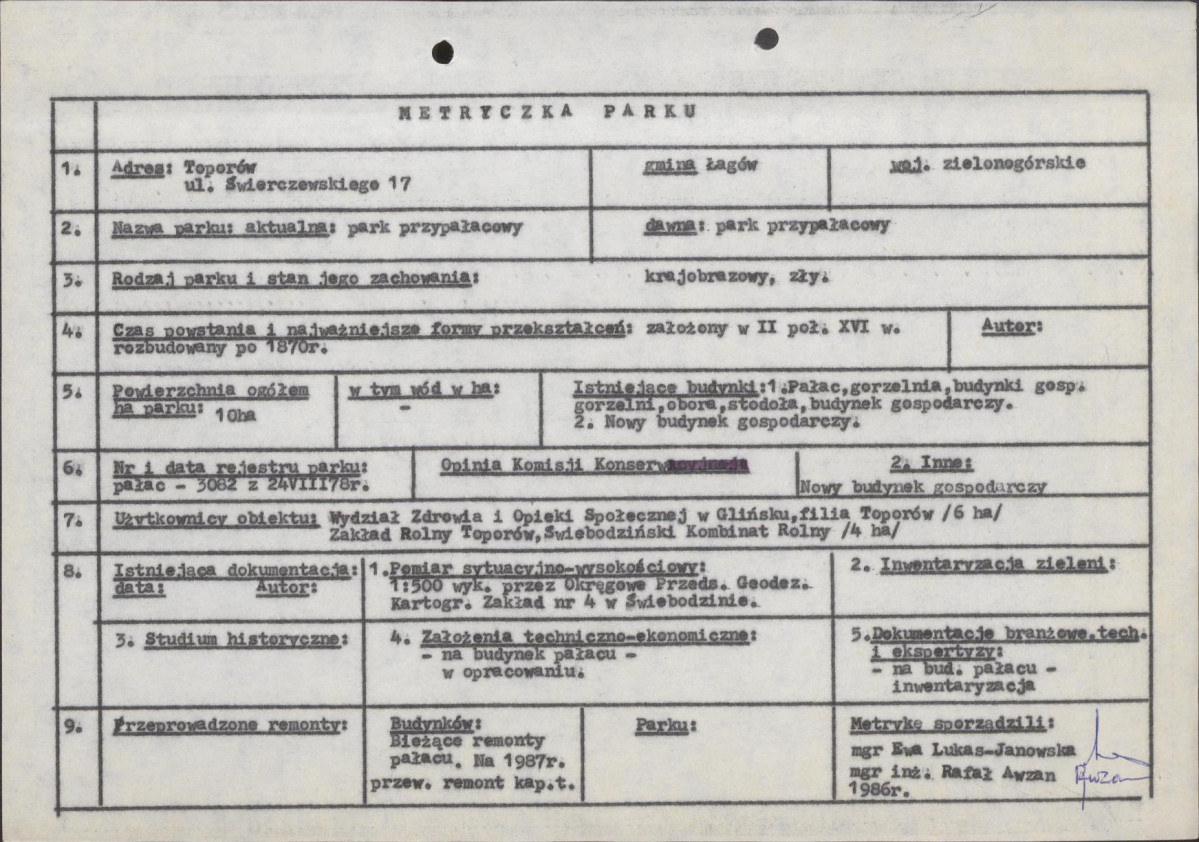 METRYCZKA PARKU
1. Adres: Toporów gmina Łagów woj. zielonogórskie
ul. Świerczewskiego 17
2. Nazwa parku: aktualna: park przypałacowy dawna: park przypałacowy
3. Rodzaj parku i stan jego zachowania: krajobrazowy, zły.
4. Czas powstania i najważniejsze formy przekształceń: założony w II poł. XVI w. Autor:
rozbudowany po 1870r.
5. Powierzchnia ogółem w tym wód w ha: Istniejące budynki:1.Pałac,gorzelnia,budynki gosp.
ha parku: 10ha - gorzelni,obora,stodoła,budynek gospodarczy.
2. Nowy budynek gospodarczy.
6. Nr i data rejestru parku: Opinia Komisji Konserwacyjneja 2. Inne:
pałac - 3082 z 24VIII78r. Nowy budynek gospodarczy
7. Użytkownicy obiektu: Wydział Zdrowia i Opieki Społecznej w Glińsku,filia Toporów /6 ha/
Zakład Rolny Toporów,Świebodziński Kombinat Rolny /4 ha/
8. Istniejąca dokumentacja: 1.Pomiar sytuacyjno-wysokościowy: 2. Inwentaryzacja zieleni:
data: Autor: 1:500 wyk. przez Okręgowe Przeds. Geodez.
Kartogr. Zakład nr 4 w Świebodzinie.
3. Studium historyczne: 4. Założenia techniczno-ekonomiczne: 5.Dokumentacje branżowe,tech.
- na budynek pałacu - i ekspertyzy:
w opracowaniu. - na bud. pałacu -
inwentaryzacja
9. Przeprowadzone remonty: Budynków: Parku: Metrykę sporządzili:
Bieżące remonty mgr Ewa Lukas-Janowska
pałacu. Na 1987r.
przew. remont kap.t. mgr inż. Rafał Awzan Awzan
1986r.